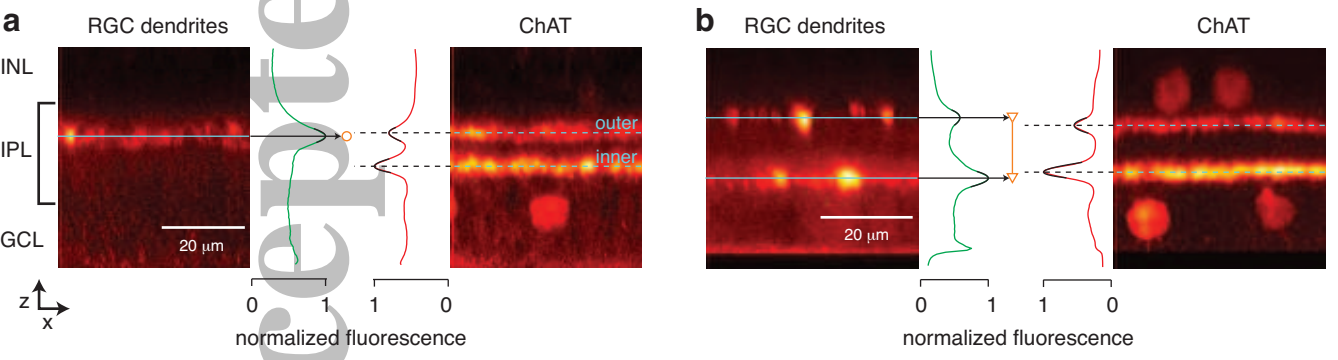 a
RGC dendrites
ChAT
INL
IPL
GCL
outer
inner
20 μm
z
x
0 1 1 0
normalized fluorescence
b
RGC dendrites
ChAT
20 μm
0 1 1 0
normalized fluorescence
cepte